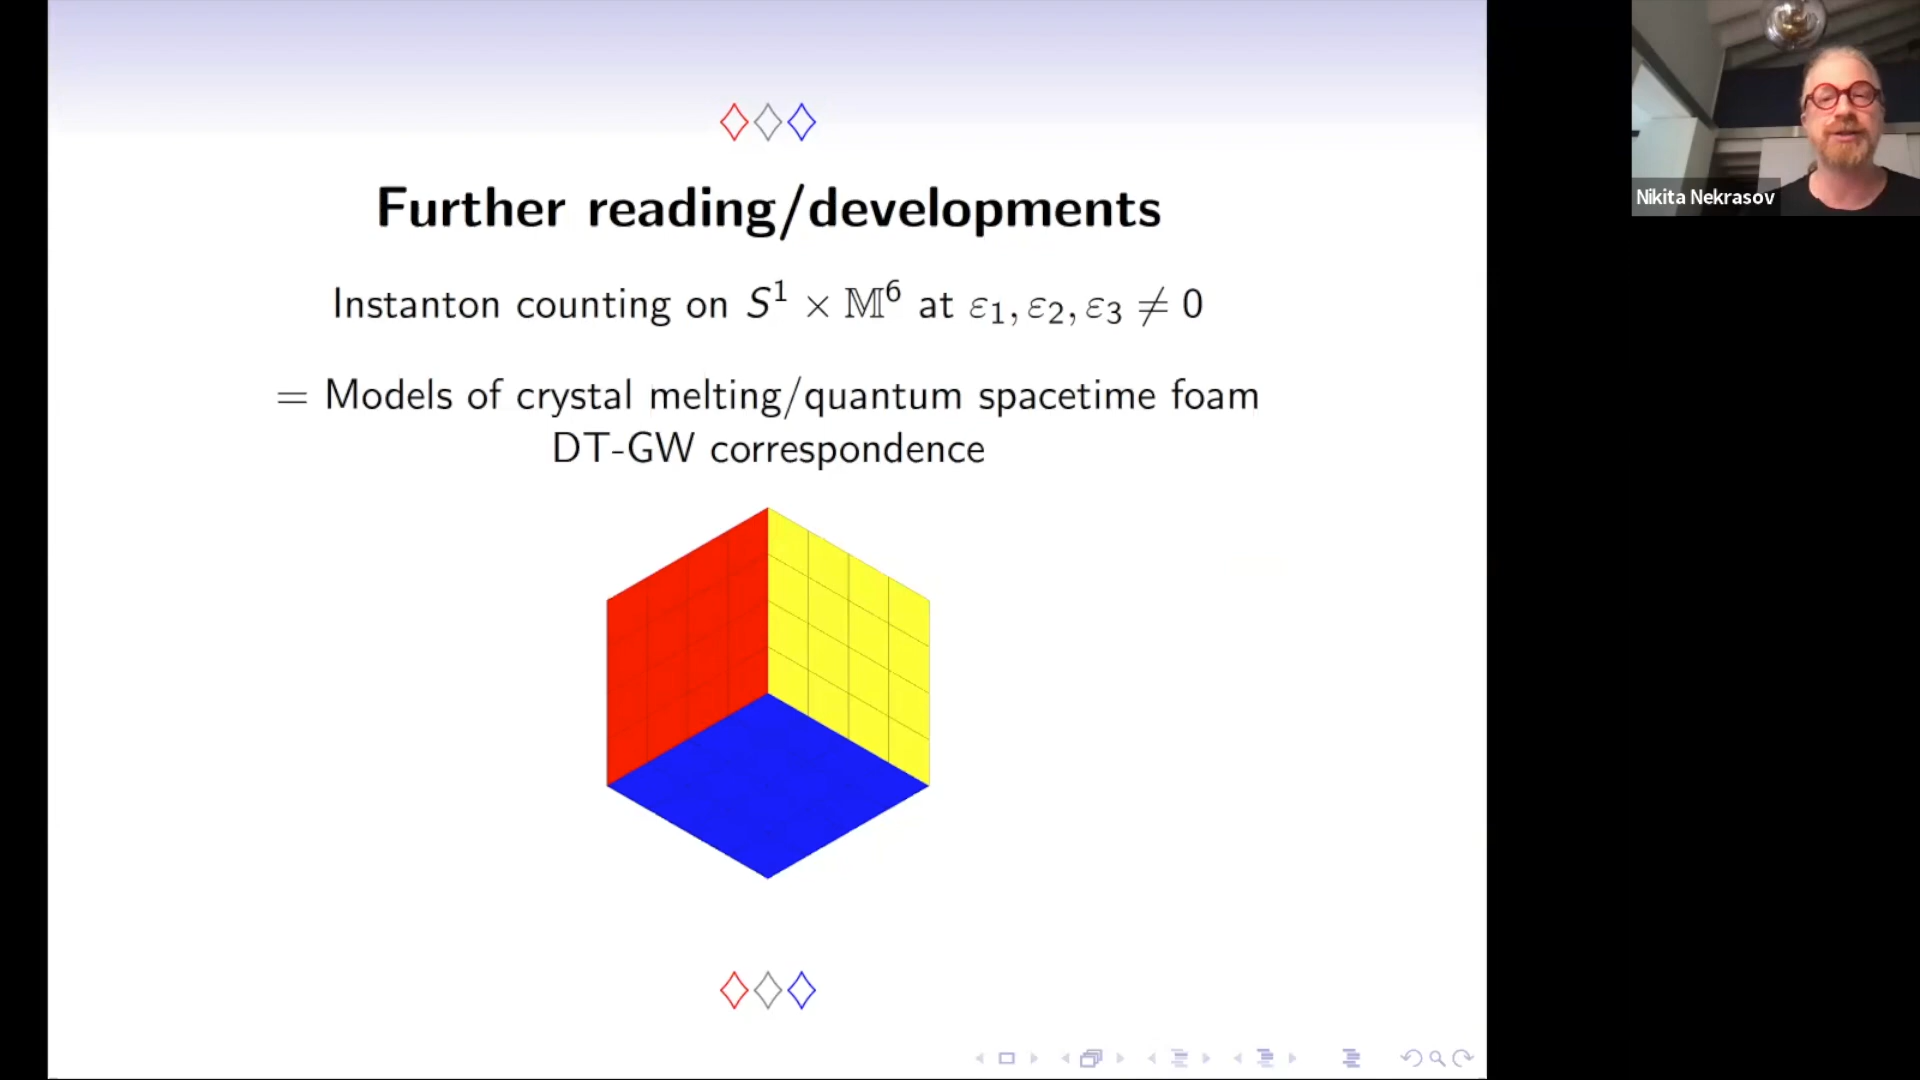 Further reading/developments
Instanton counting on S¹ × 𝕄⁶ at ε₁, ε₂, ε₃ ≠ 0
= Models of crystal melting/quantum spacetime foam
DT-GW correspondence
Nikita Nekrasov